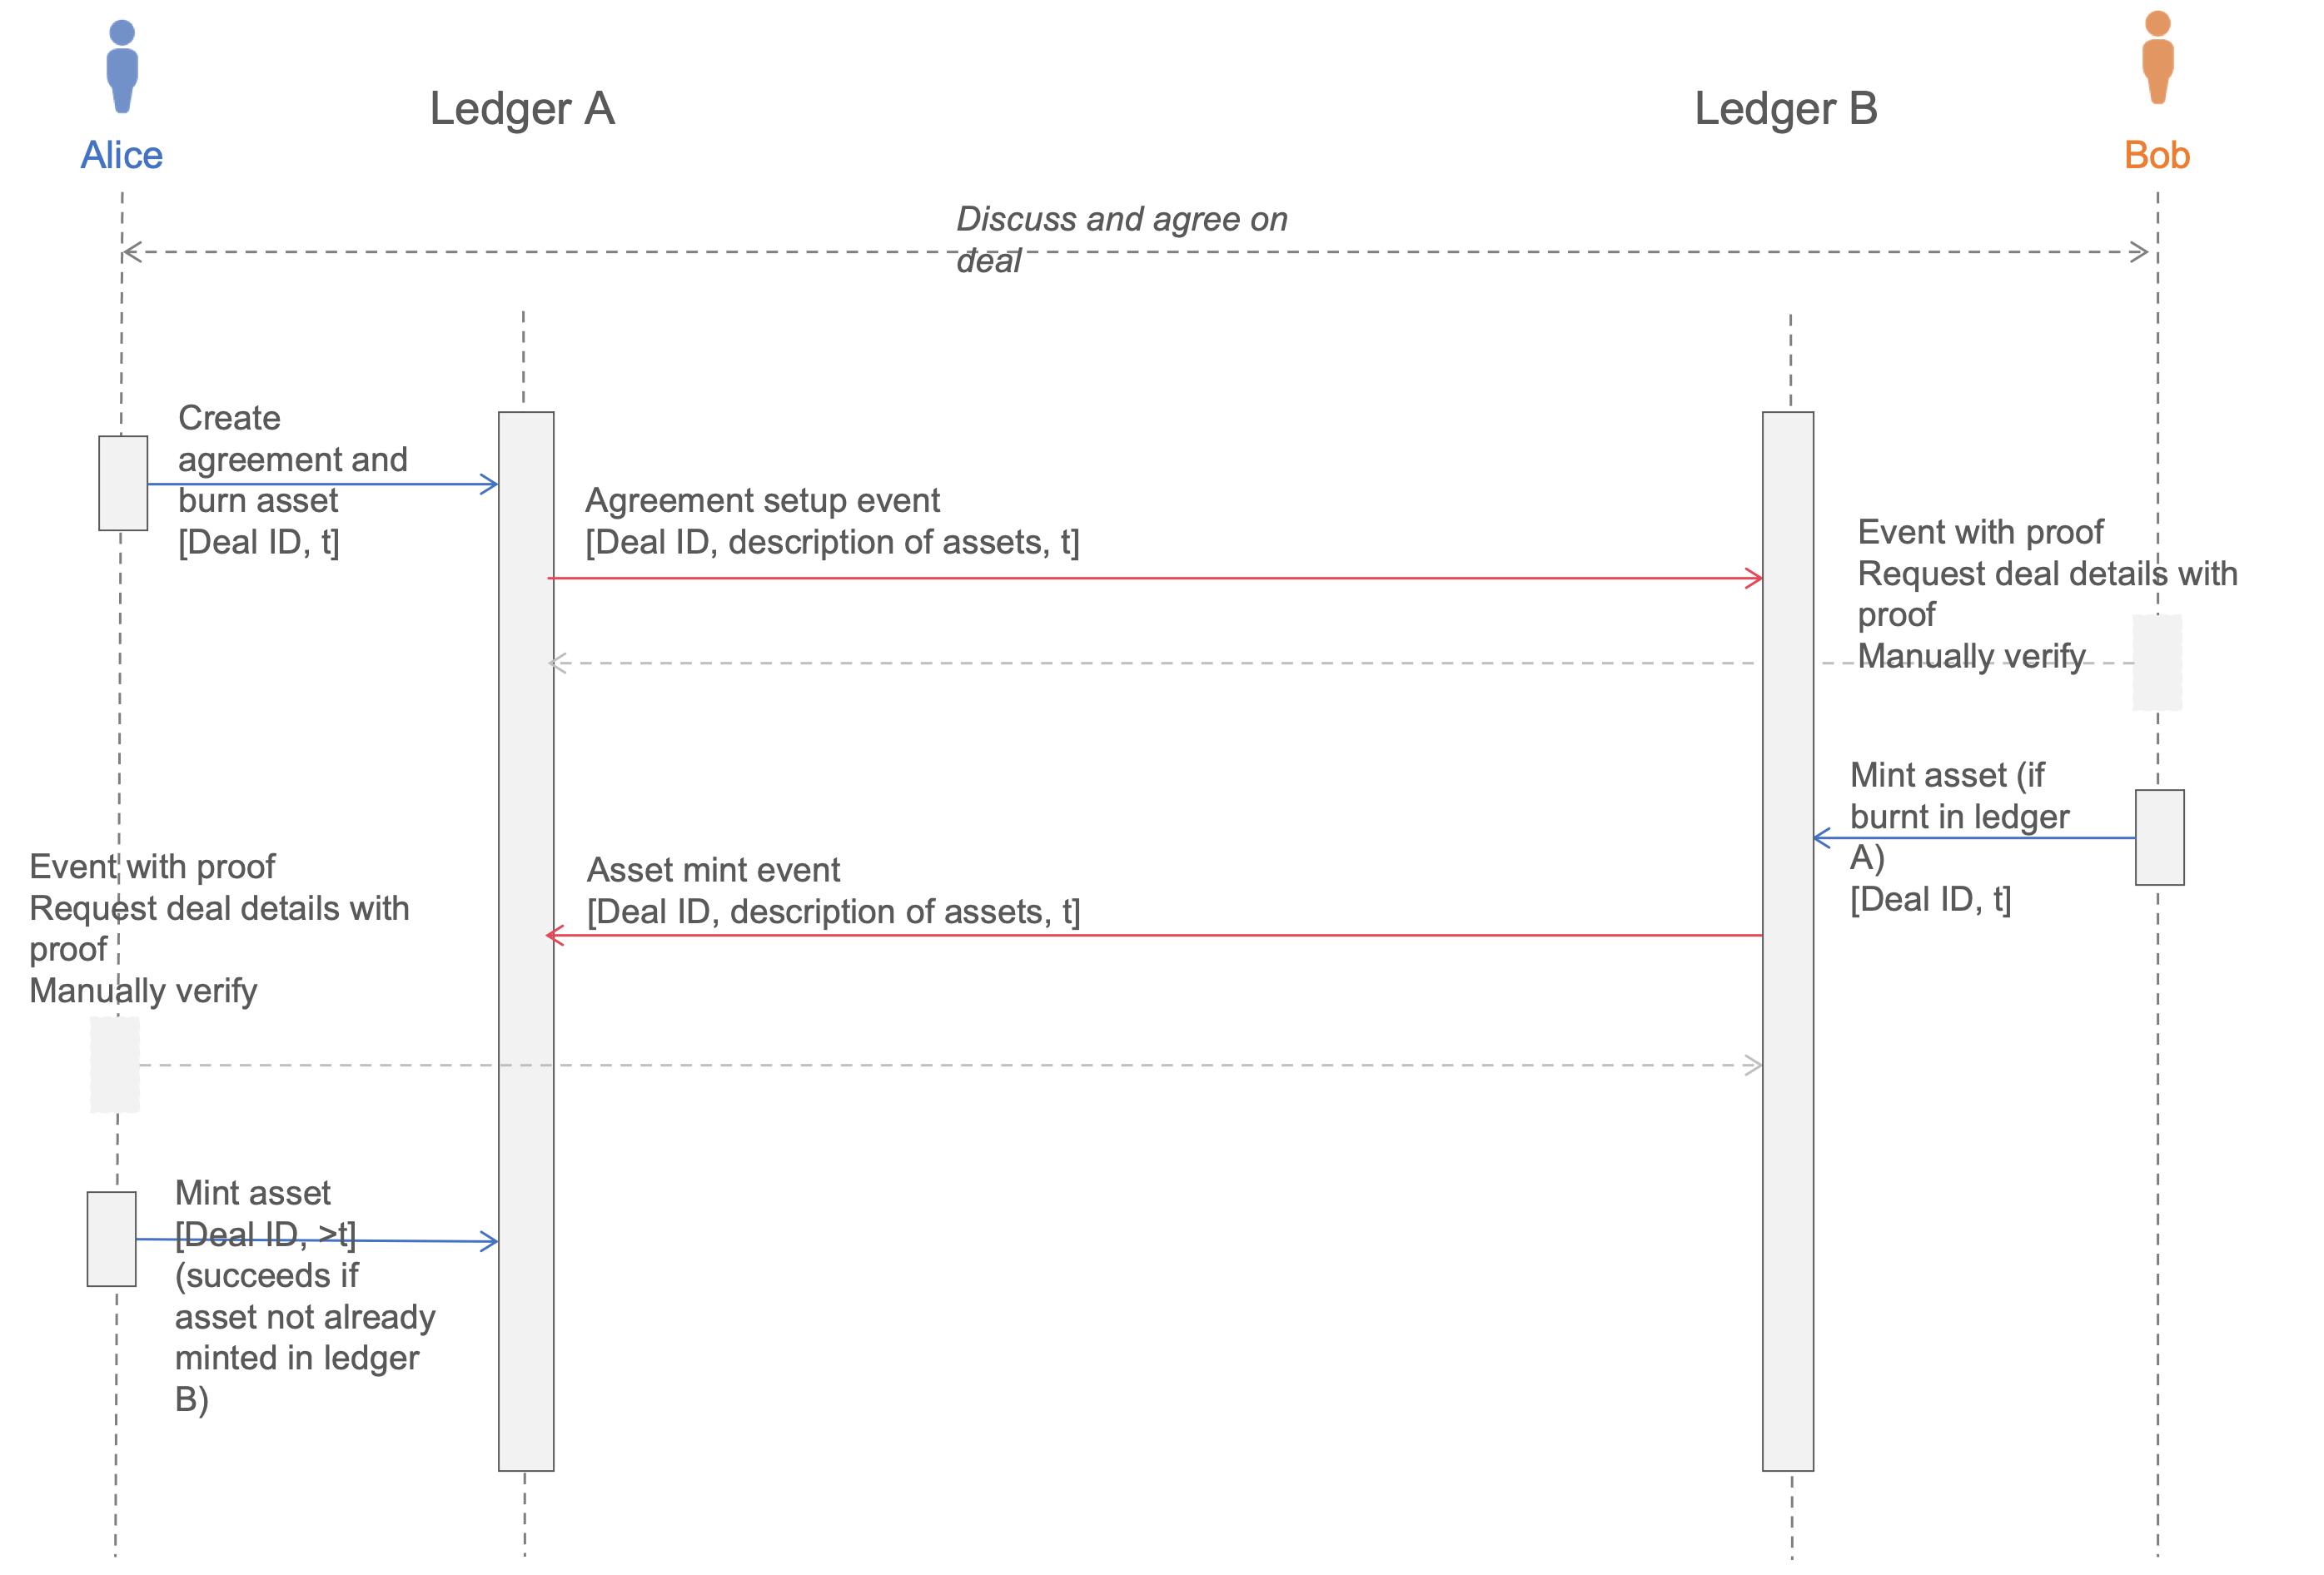 Ledger A
Ledger B
Alice
Bob
Discuss and agree on
deal
Create
agreement and
burn asset
[Deal ID, t]
Agreement setup event
[Deal ID, description of assets, t]
Event with proof
Request deal details with
proof
Manually verify
Mint asset (if
burnt in ledger
A)
[Deal ID, t]
Event with proof
Request deal details with
proof
Manually verify
Asset mint event
[Deal ID, description of assets, t]
Mint asset
[Deal ID, >t]
(succeeds if
asset not already
minted in ledger
B)